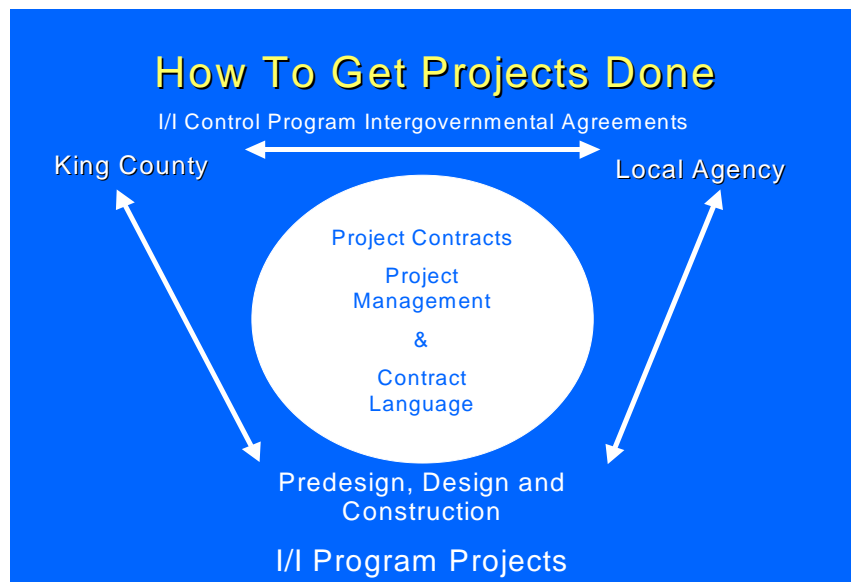 How To Get Projects Done
I/I Control Program Intergovernmental Agreements
King County
Local Agency
Project Contracts
Project
Management
&
Contract
Language
Predesign, Design and
Construction
I/I Program Projects